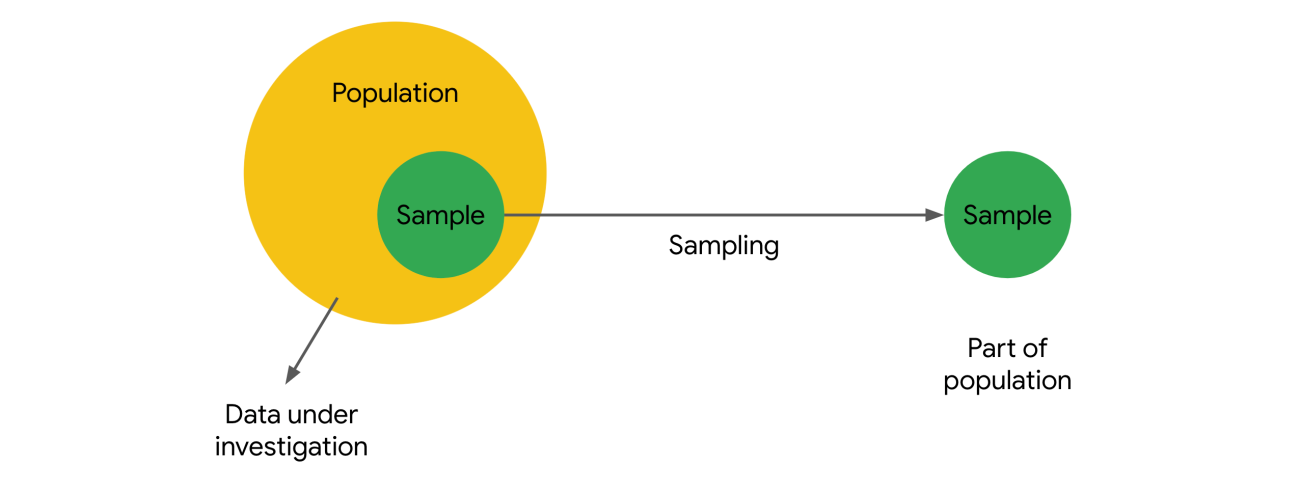 Population
Sample
Sampling
Sample
Part of
population
Data under
investigation